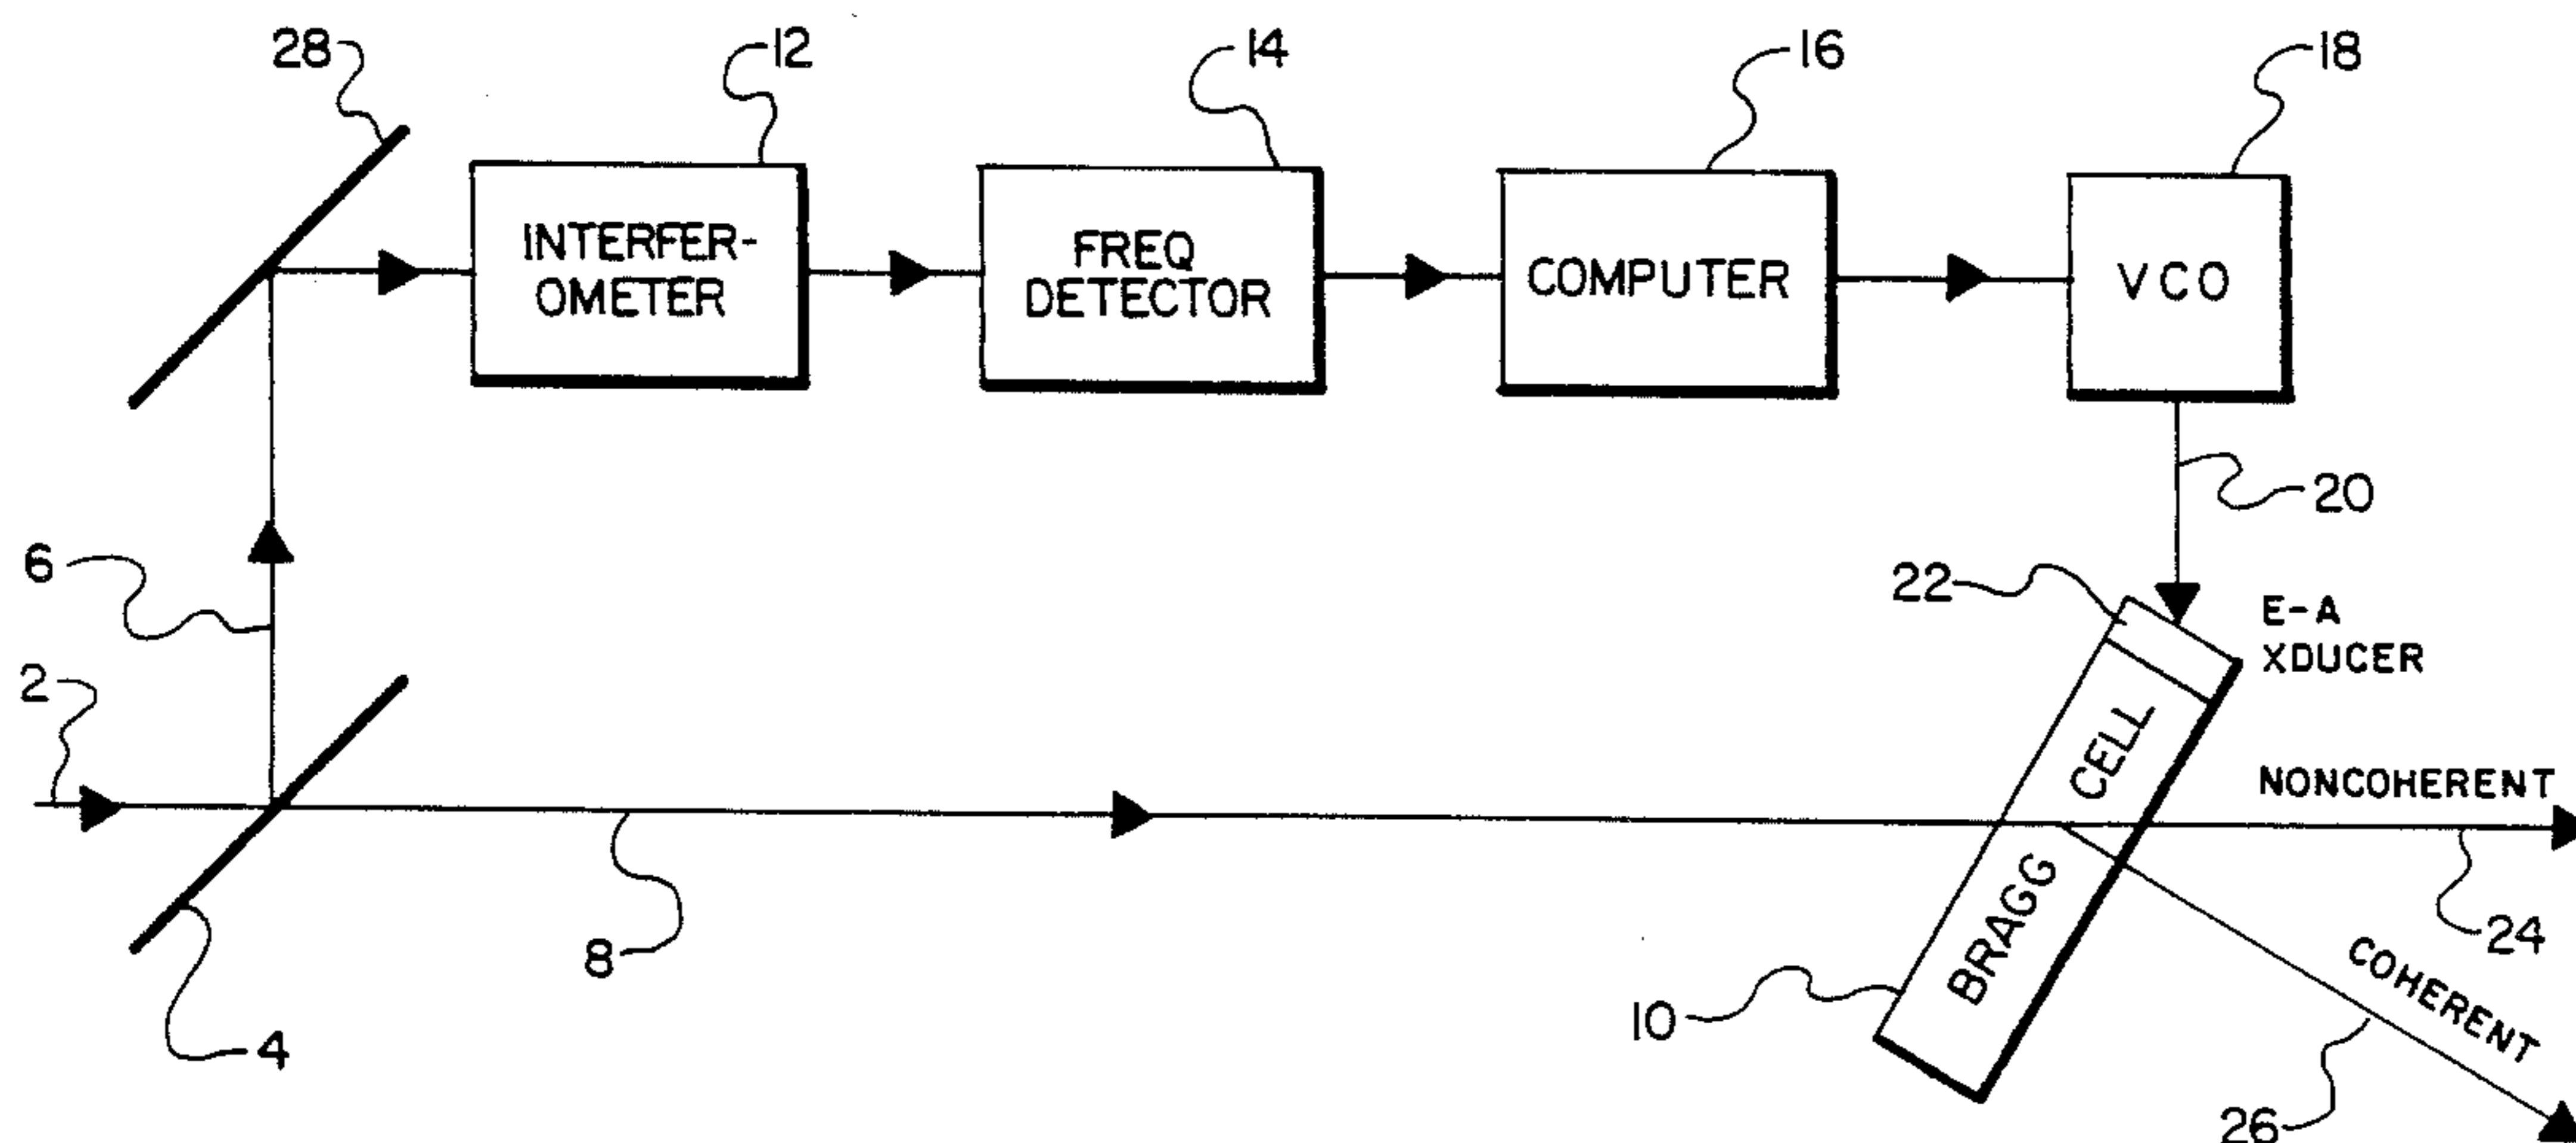 28
12
14
16
18
INTERFER-
OMETER
FREQ
DETECTOR
COMPUTER
VCO
20
6
22
E-A
XDUCER
2
CELL
NONCOHERENT
BRAGG
8
24
COHERENT
10
4
26